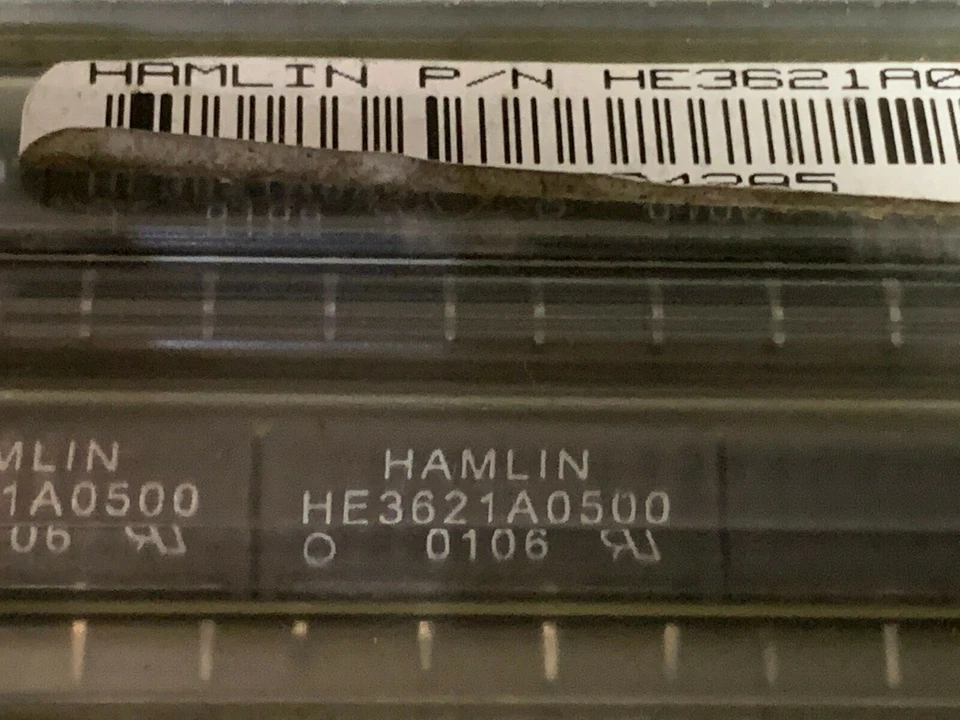 HAMLIN P/N HE3621A0
MLIN
1A0500
06
HAMLIN
HE3621A0500
O 0106